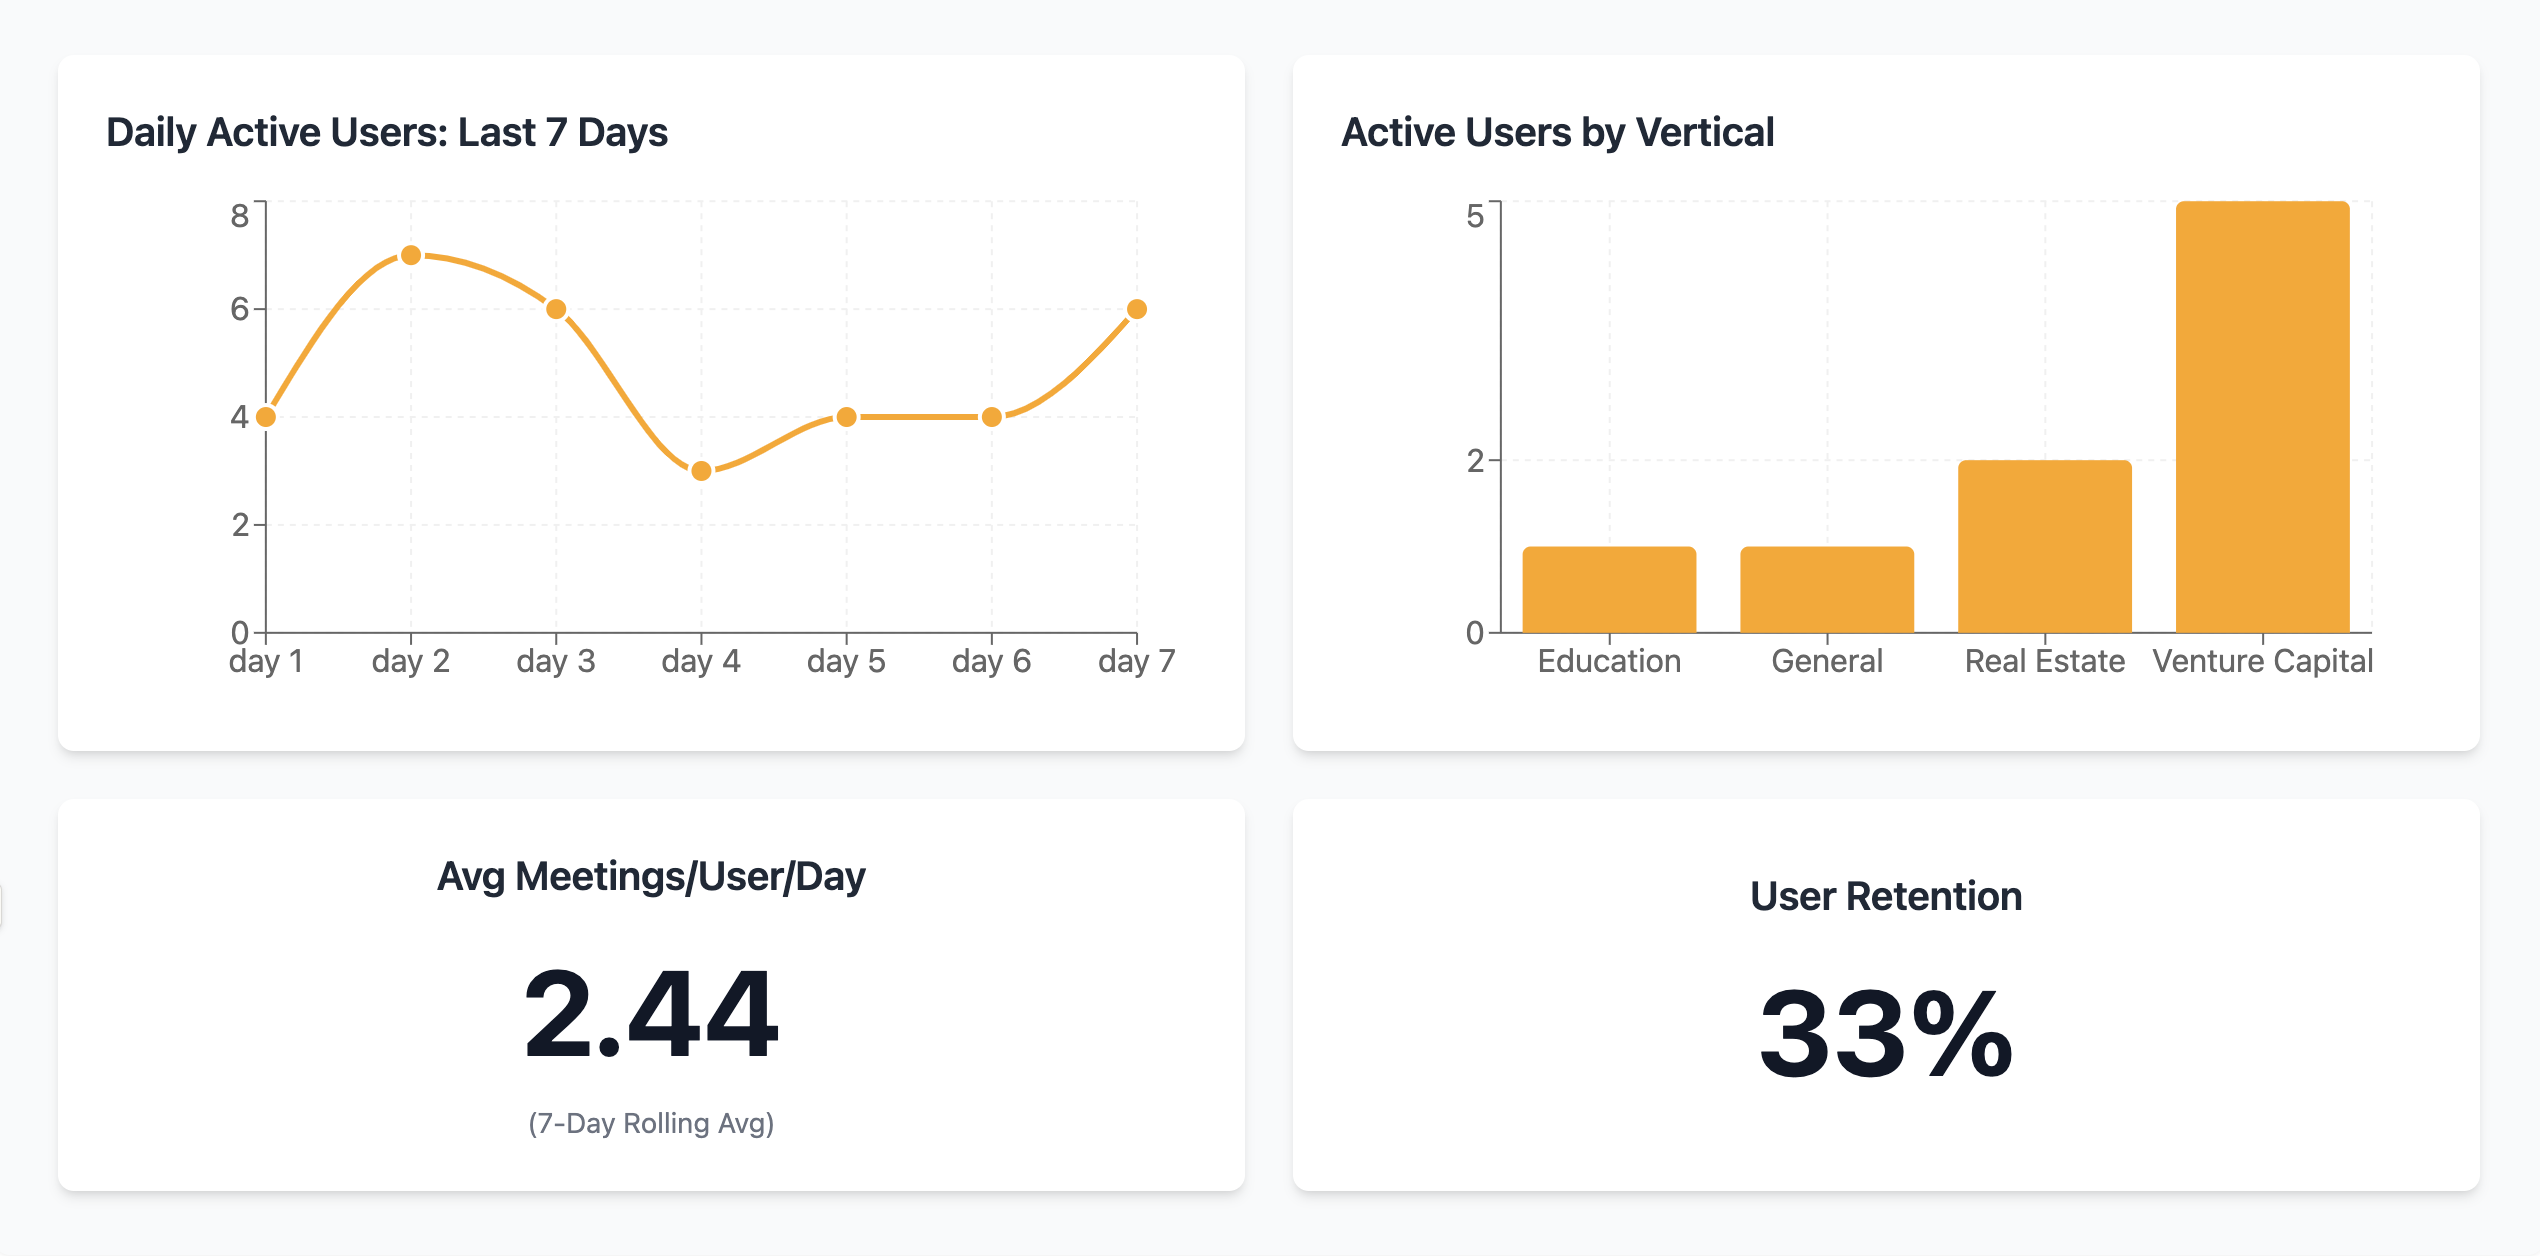 Daily Active Users: Last 7 Days
8
6
4
2
0
day 1 day 2 day 3 day 4 day 5 day 6 day 7
Active Users by Vertical
5
2
0
Education General Real Estate Venture Capital
Avg Meetings/User/Day
2.44
(7-Day Rolling Avg)
User Retention
33%